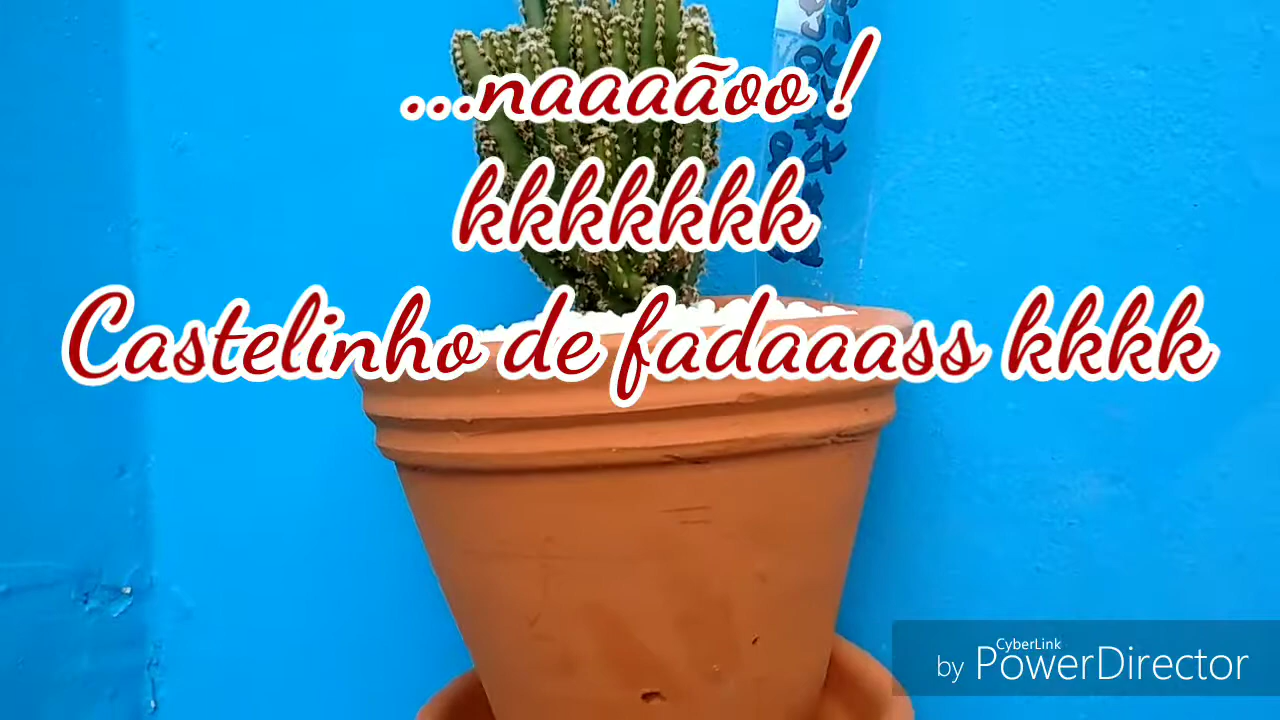 ...naaaãoo !
kkkkkkk
Castelinho de fadaaass kkkk
CyberLink
by PowerDirector